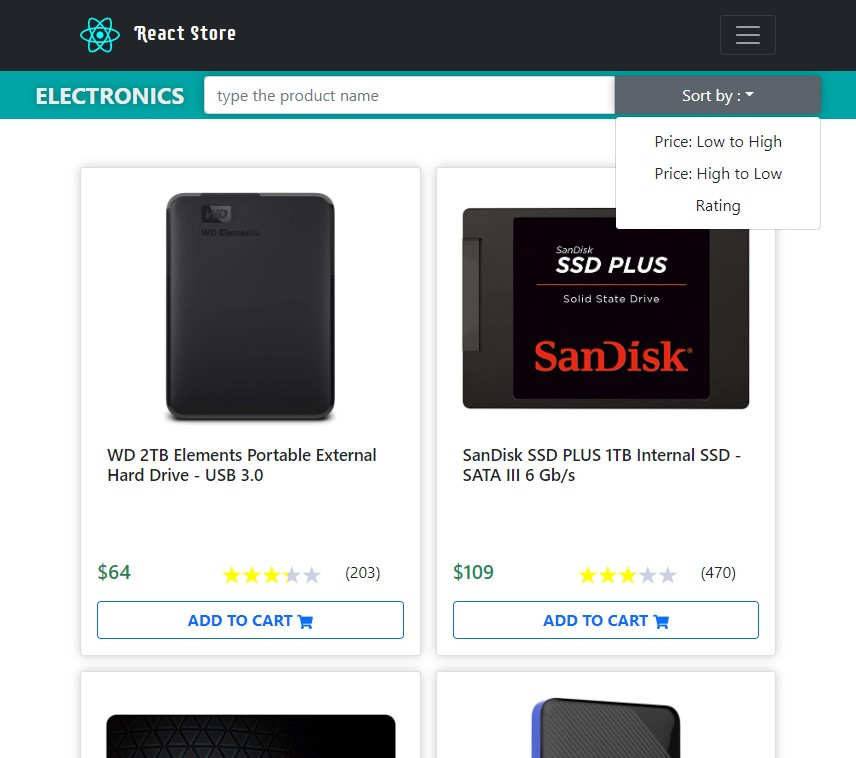 React Store
ELECTRONICS
type the product name
Sort by :
Price: Low to High
Price: High to Low
Rating
WD
WD Elements
SanDisk
SSD PLUS
Solid State Drive
SanDisk
WD 2TB Elements Portable External
Hard Drive - USB 3.0
$64
(203)
ADD TO CART
SanDisk SSD PLUS 1TB Internal SSD -
SATA III 6 Gb/s
$109
(470)
ADD TO CART